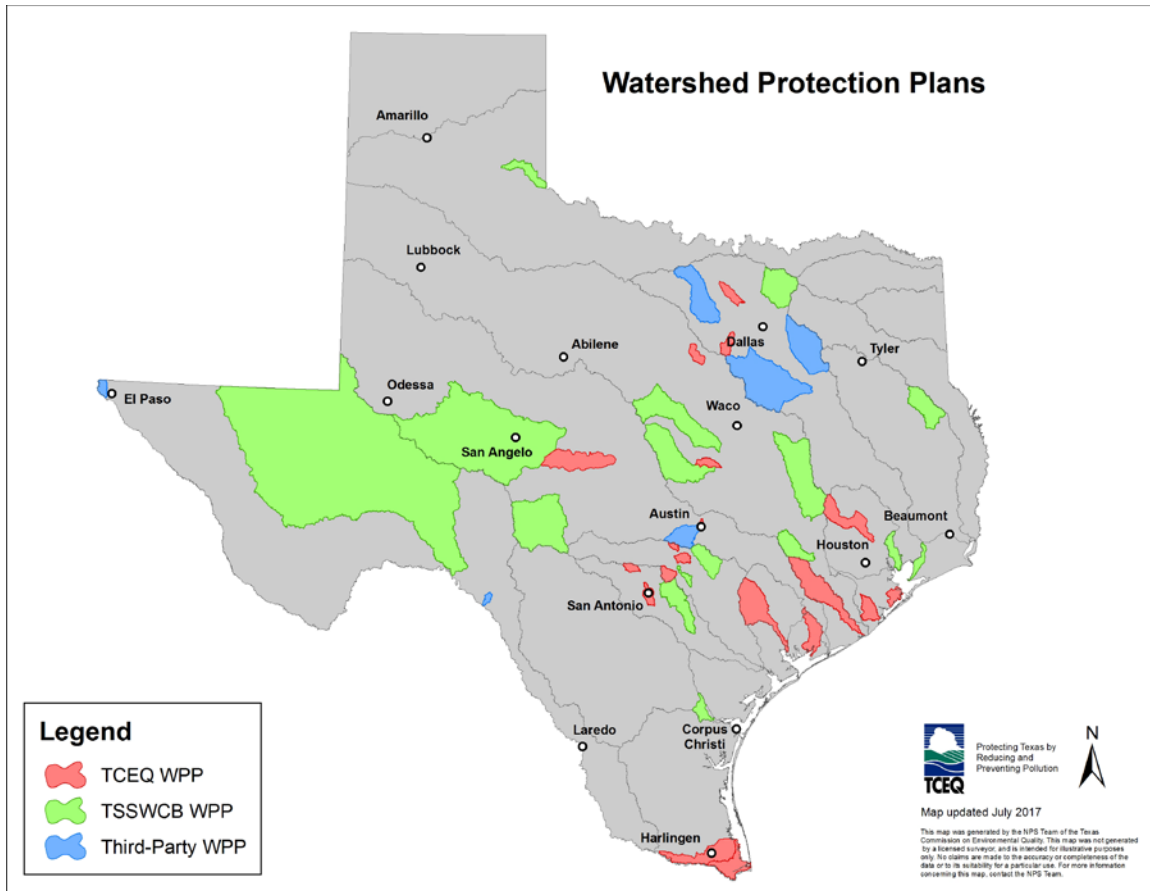 Watershed Protection Plans
Amarillo
Lubbock
Abilene
Dallas
Tyler
El Paso
Odessa
Waco
San Angelo
Austin
Beaumont
Houston
San Antonio
Laredo
Corpus
Christi
Harlingen
Legend
TCEQ WPP
TSSWCB WPP
Third-Party WPP
TCEQ
Protecting Texas by
Reducing and
Preventing Pollution
N
Map updated July 2017
This map was generated by the NPS Team of the Texas
Commission on Environmental Quality. This map was not generated
by a licensed surveyor, and is intended for illustrative purposes
only. No claims are made to the accuracy or completeness of the
data or to its suitability for a particular use. For more information
concerning this map, contact the NPS Team.